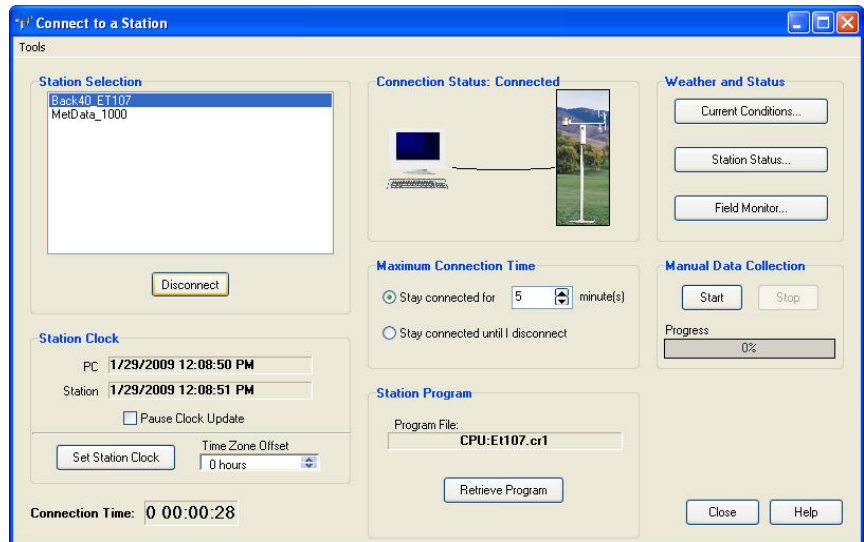 Connect to a Station
Tools
Station Selection
Back40_ET107
MetData_1000
Disconnect
Station Clock
PC 1/29/2009 12:08:50 PM
Station 1/29/2009 12:08:51 PM
Pause Clock Update
Set Station Clock
Time Zone Offset
0 hours
Connection Time: 0 00:00:28
Connection Status: Connected
Maximum Connection Time
Stay connected for 5 minute(s)
Stay connected until I disconnect
Station Program
Program File:
CPU:Et107.cr1
Retrieve Program
Weather and Status
Current Conditions...
Station Status...
Field Monitor...
Manual Data Collection
Start Stop
Progress
0%
Close Help